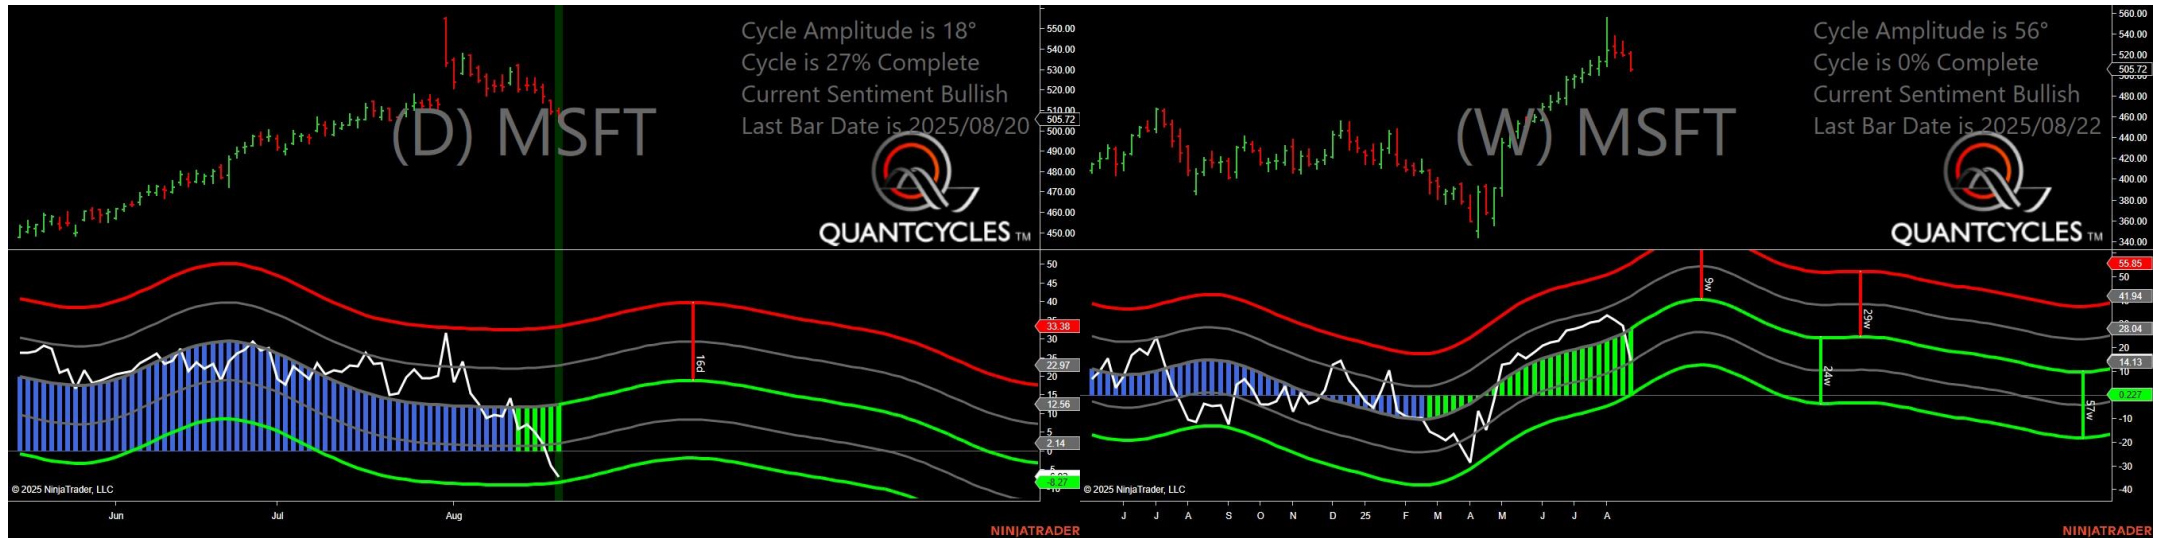 Cycle Amplitude is 18°
Cycle is 27% Complete
Current Sentiment Bullish
Last Bar Date is 2025/08/20
(D) MSFT
QUANTCYCLES TM
550.00
540.00
530.00
520.00
510.00
505.72
500.00
490.00
480.00
470.00
460.00
450.00
50
45
40
33.38
30
25
22.97
20
15
12.56
10
5
2.14
0
-8.27
16d
© 2025 NinjaTrader, LLC
Jun
Jul
Aug
NINJATRADER
Cycle Amplitude is 56°
Cycle is 0% Complete
Current Sentiment Bullish
Last Bar Date is 2025/08/22
(W) MSFT
QUANTCYCLES TM
560.00
540.00
520.00
505.72
480.00
460.00
440.00
420.00
400.00
380.00
360.00
340.00
55.85
50
41.94
28.04
20
14.13
10
0.227
-10
-20
-30
-40
9w
29w
24w
57w
© 2025 NinjaTrader, LLC
J
J
A
S
O
N
D
25
F
M
A
M
J
J
A
NINJATRADER